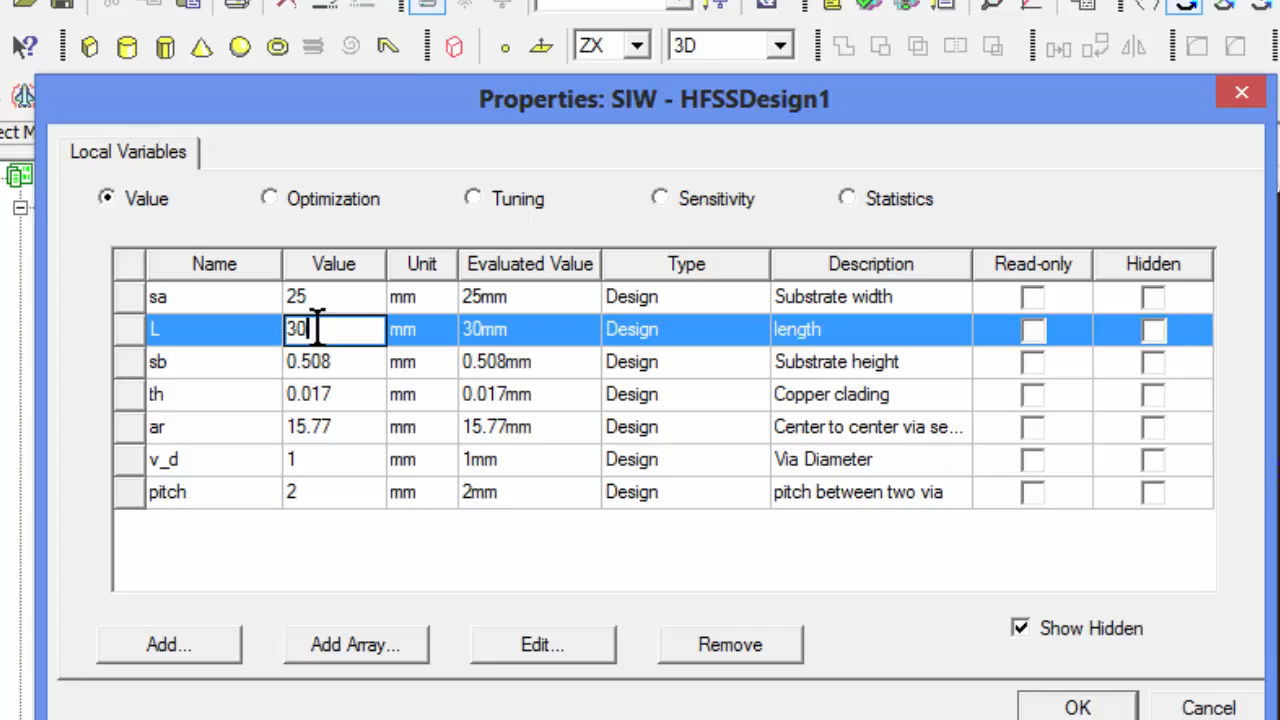 ZX 3D
Properties: SIW - HFSSDesign1
ect M
Local Variables
Value Optimization Tuning Sensitivity Statistics
Name Value Unit Evaluated Value Type Description Read-only Hidden
sa 25 mm 25mm Design Substrate width
L 30 mm 30mm Design length
sb 0.508 mm 0.508mm Design Substrate height
th 0.017 mm 0.017mm Design Copper clading
ar 15.77 mm 15.77mm Design Center to center via se...
v_d 1 mm 1mm Design Via Diameter
pitch 2 mm 2mm Design pitch between two via
Show Hidden
Add... Add Array... Edit... Remove
OK Cancel